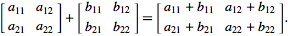 [ a₁₁ a₁₂ ] + [ b₁₁ b₁₂ ] = [ a₁₁ + b₁₁ a₁₂ + b₁₂ ]
[ a₂₁ a₂₂ ] [ b₂₁ b₂₂ ] [ a₂₁ + b₂₁ a₂₂ + b₂₂ ].